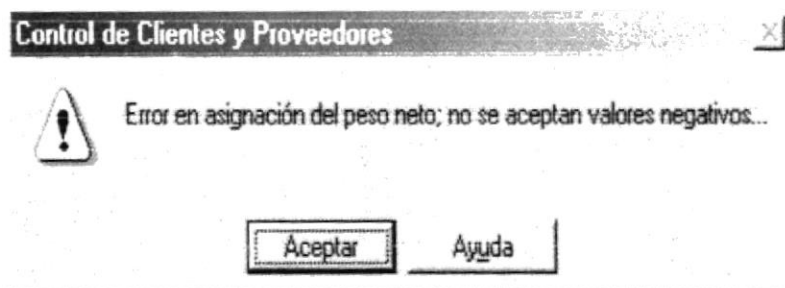 Control de Clientes y Proveedores
Error en asignación del peso neto; no se aceptan valores negativos...
Aceptar Ayuda